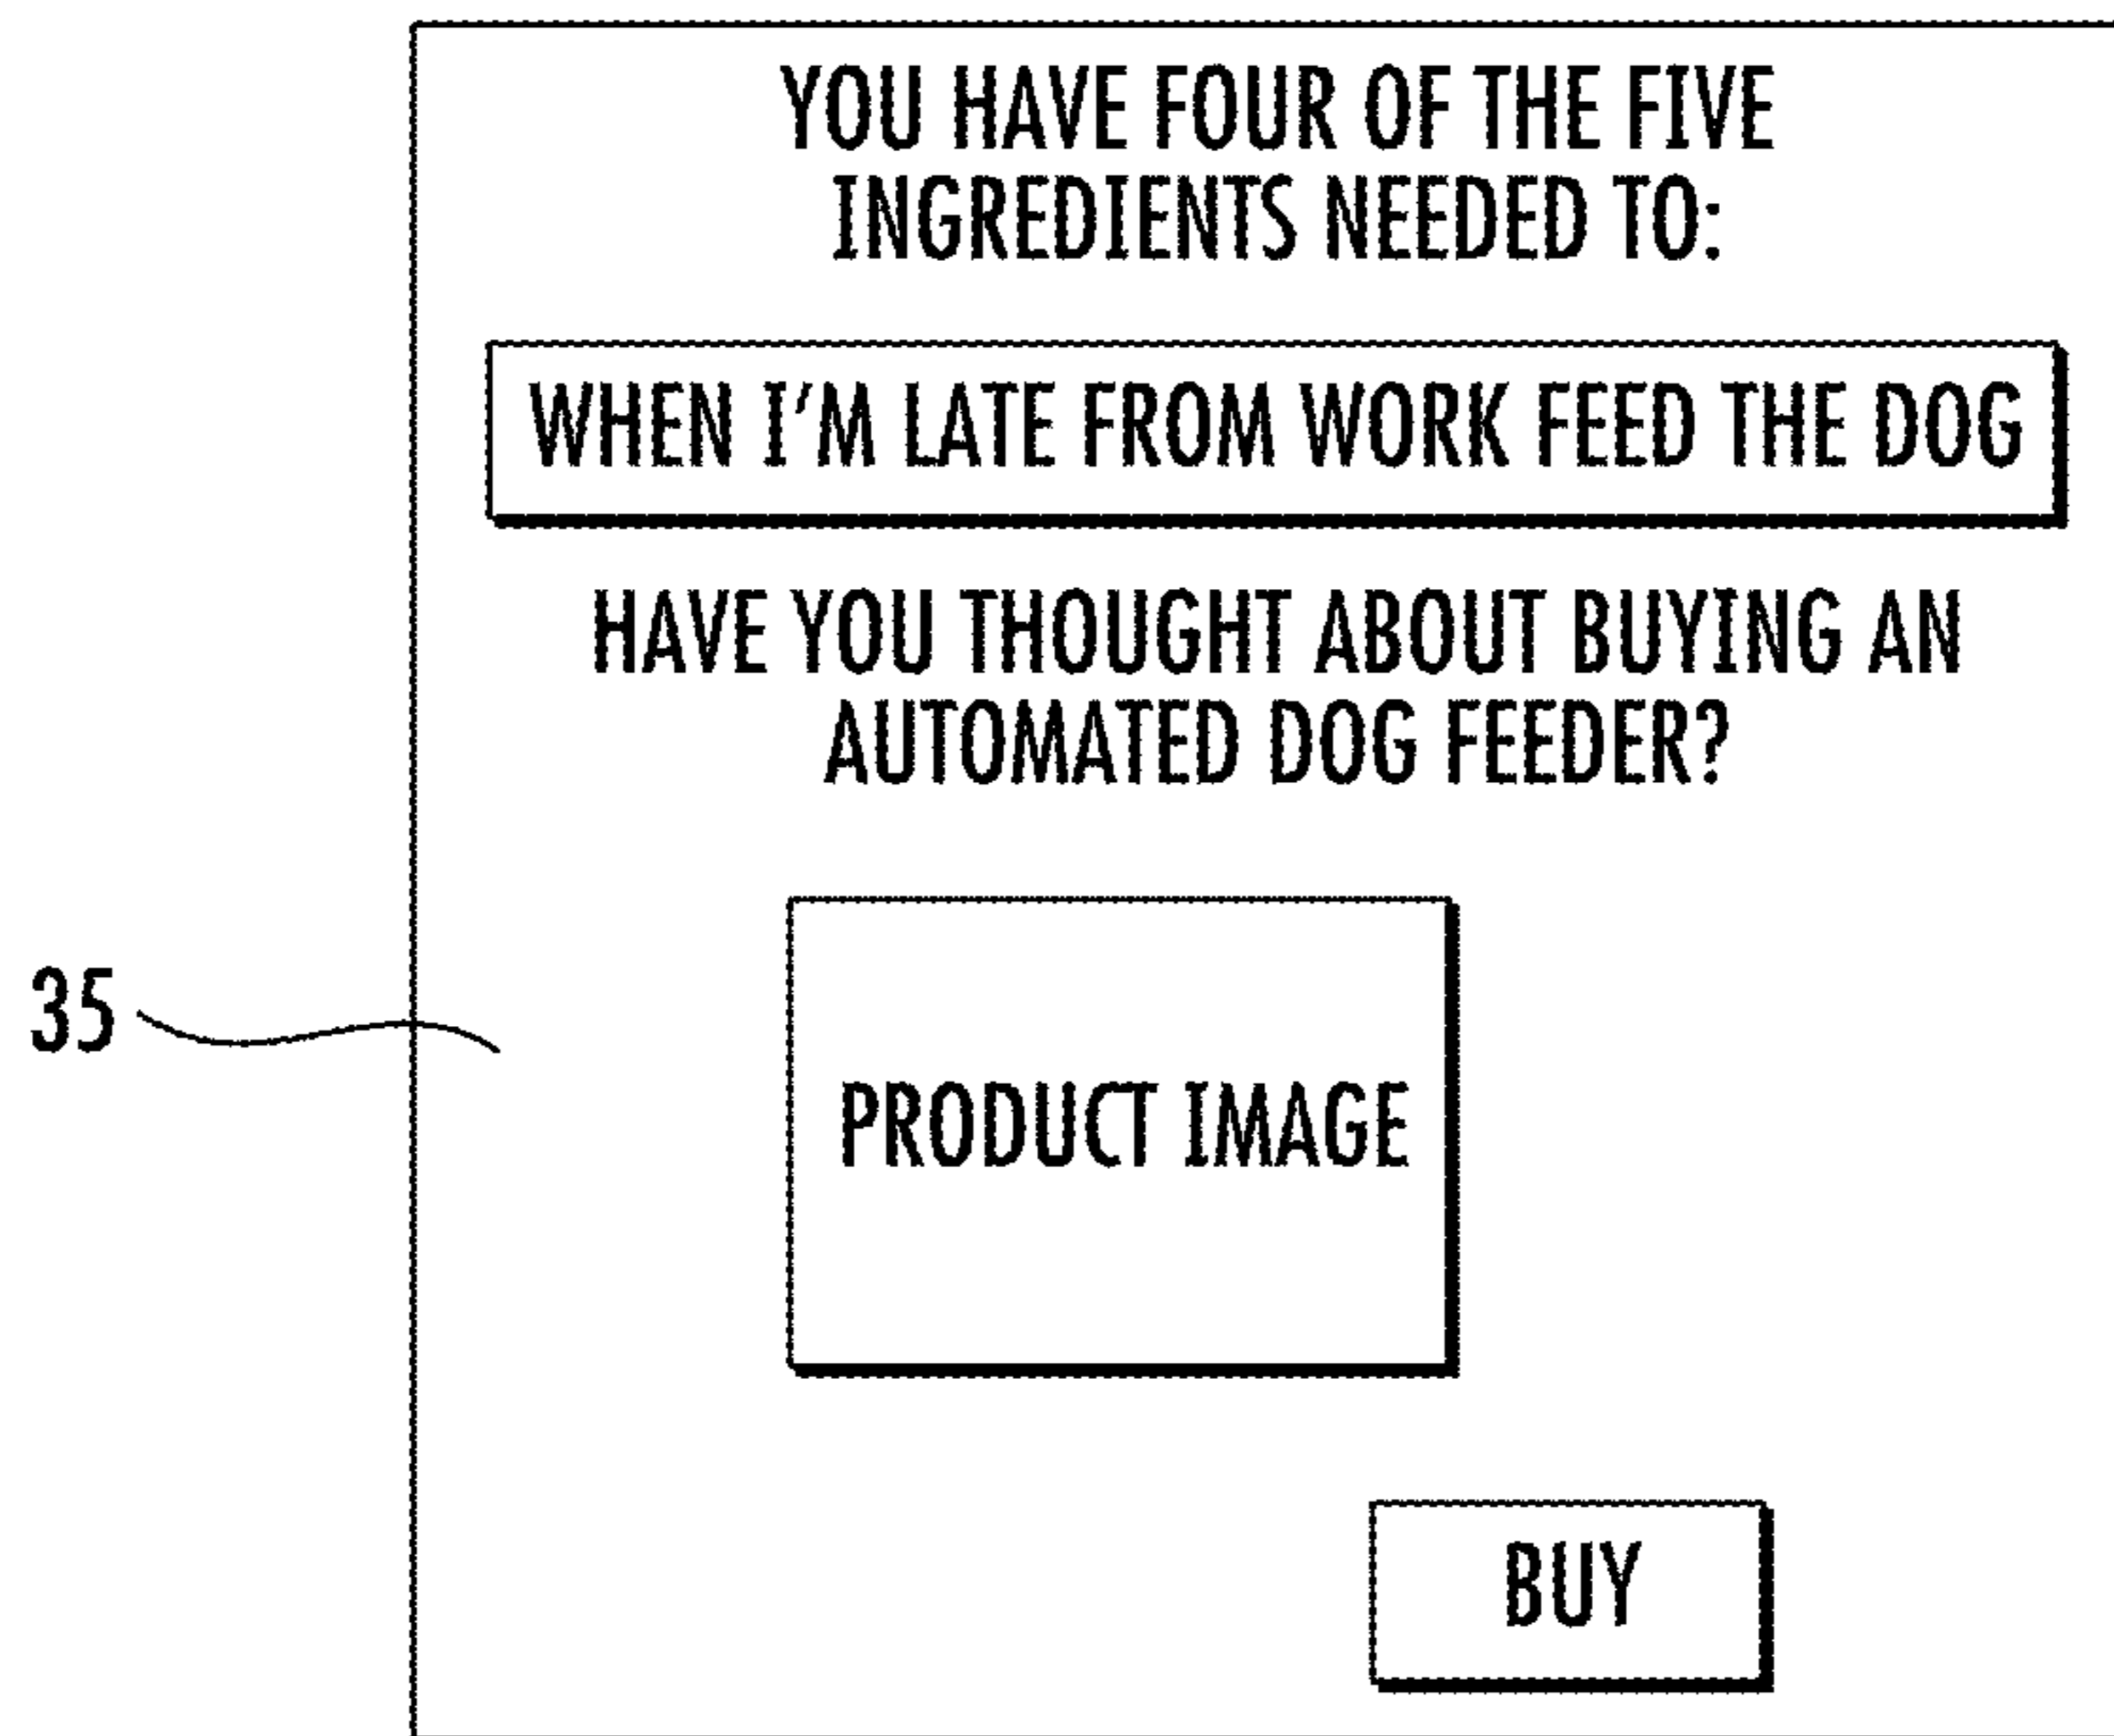 YOU HAVE FOUR OF THE FIVE
INGREDIENTS NEEDED TO:
WHEN I'M LATE FROM WORK FEED THE DOG
HAVE YOU THOUGHT ABOUT BUYING AN
AUTOMATED DOG FEEDER?
35
PRODUCT IMAGE
BUY